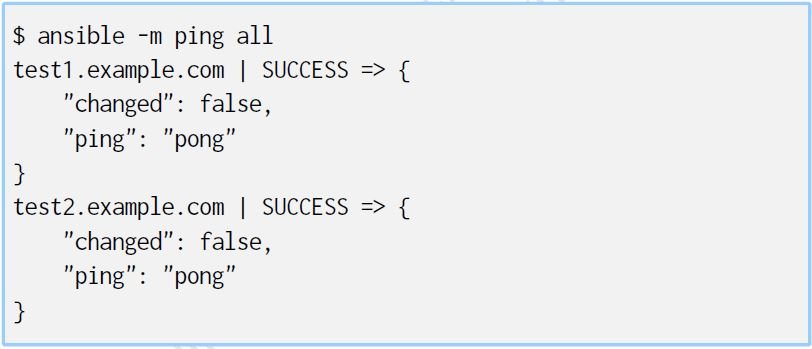 $ ansible -m ping all
test1.example.com | SUCCESS => {
    "changed": false,
    "ping": "pong"
}
test2.example.com | SUCCESS => {
    "changed": false,
    "ping": "pong"
}